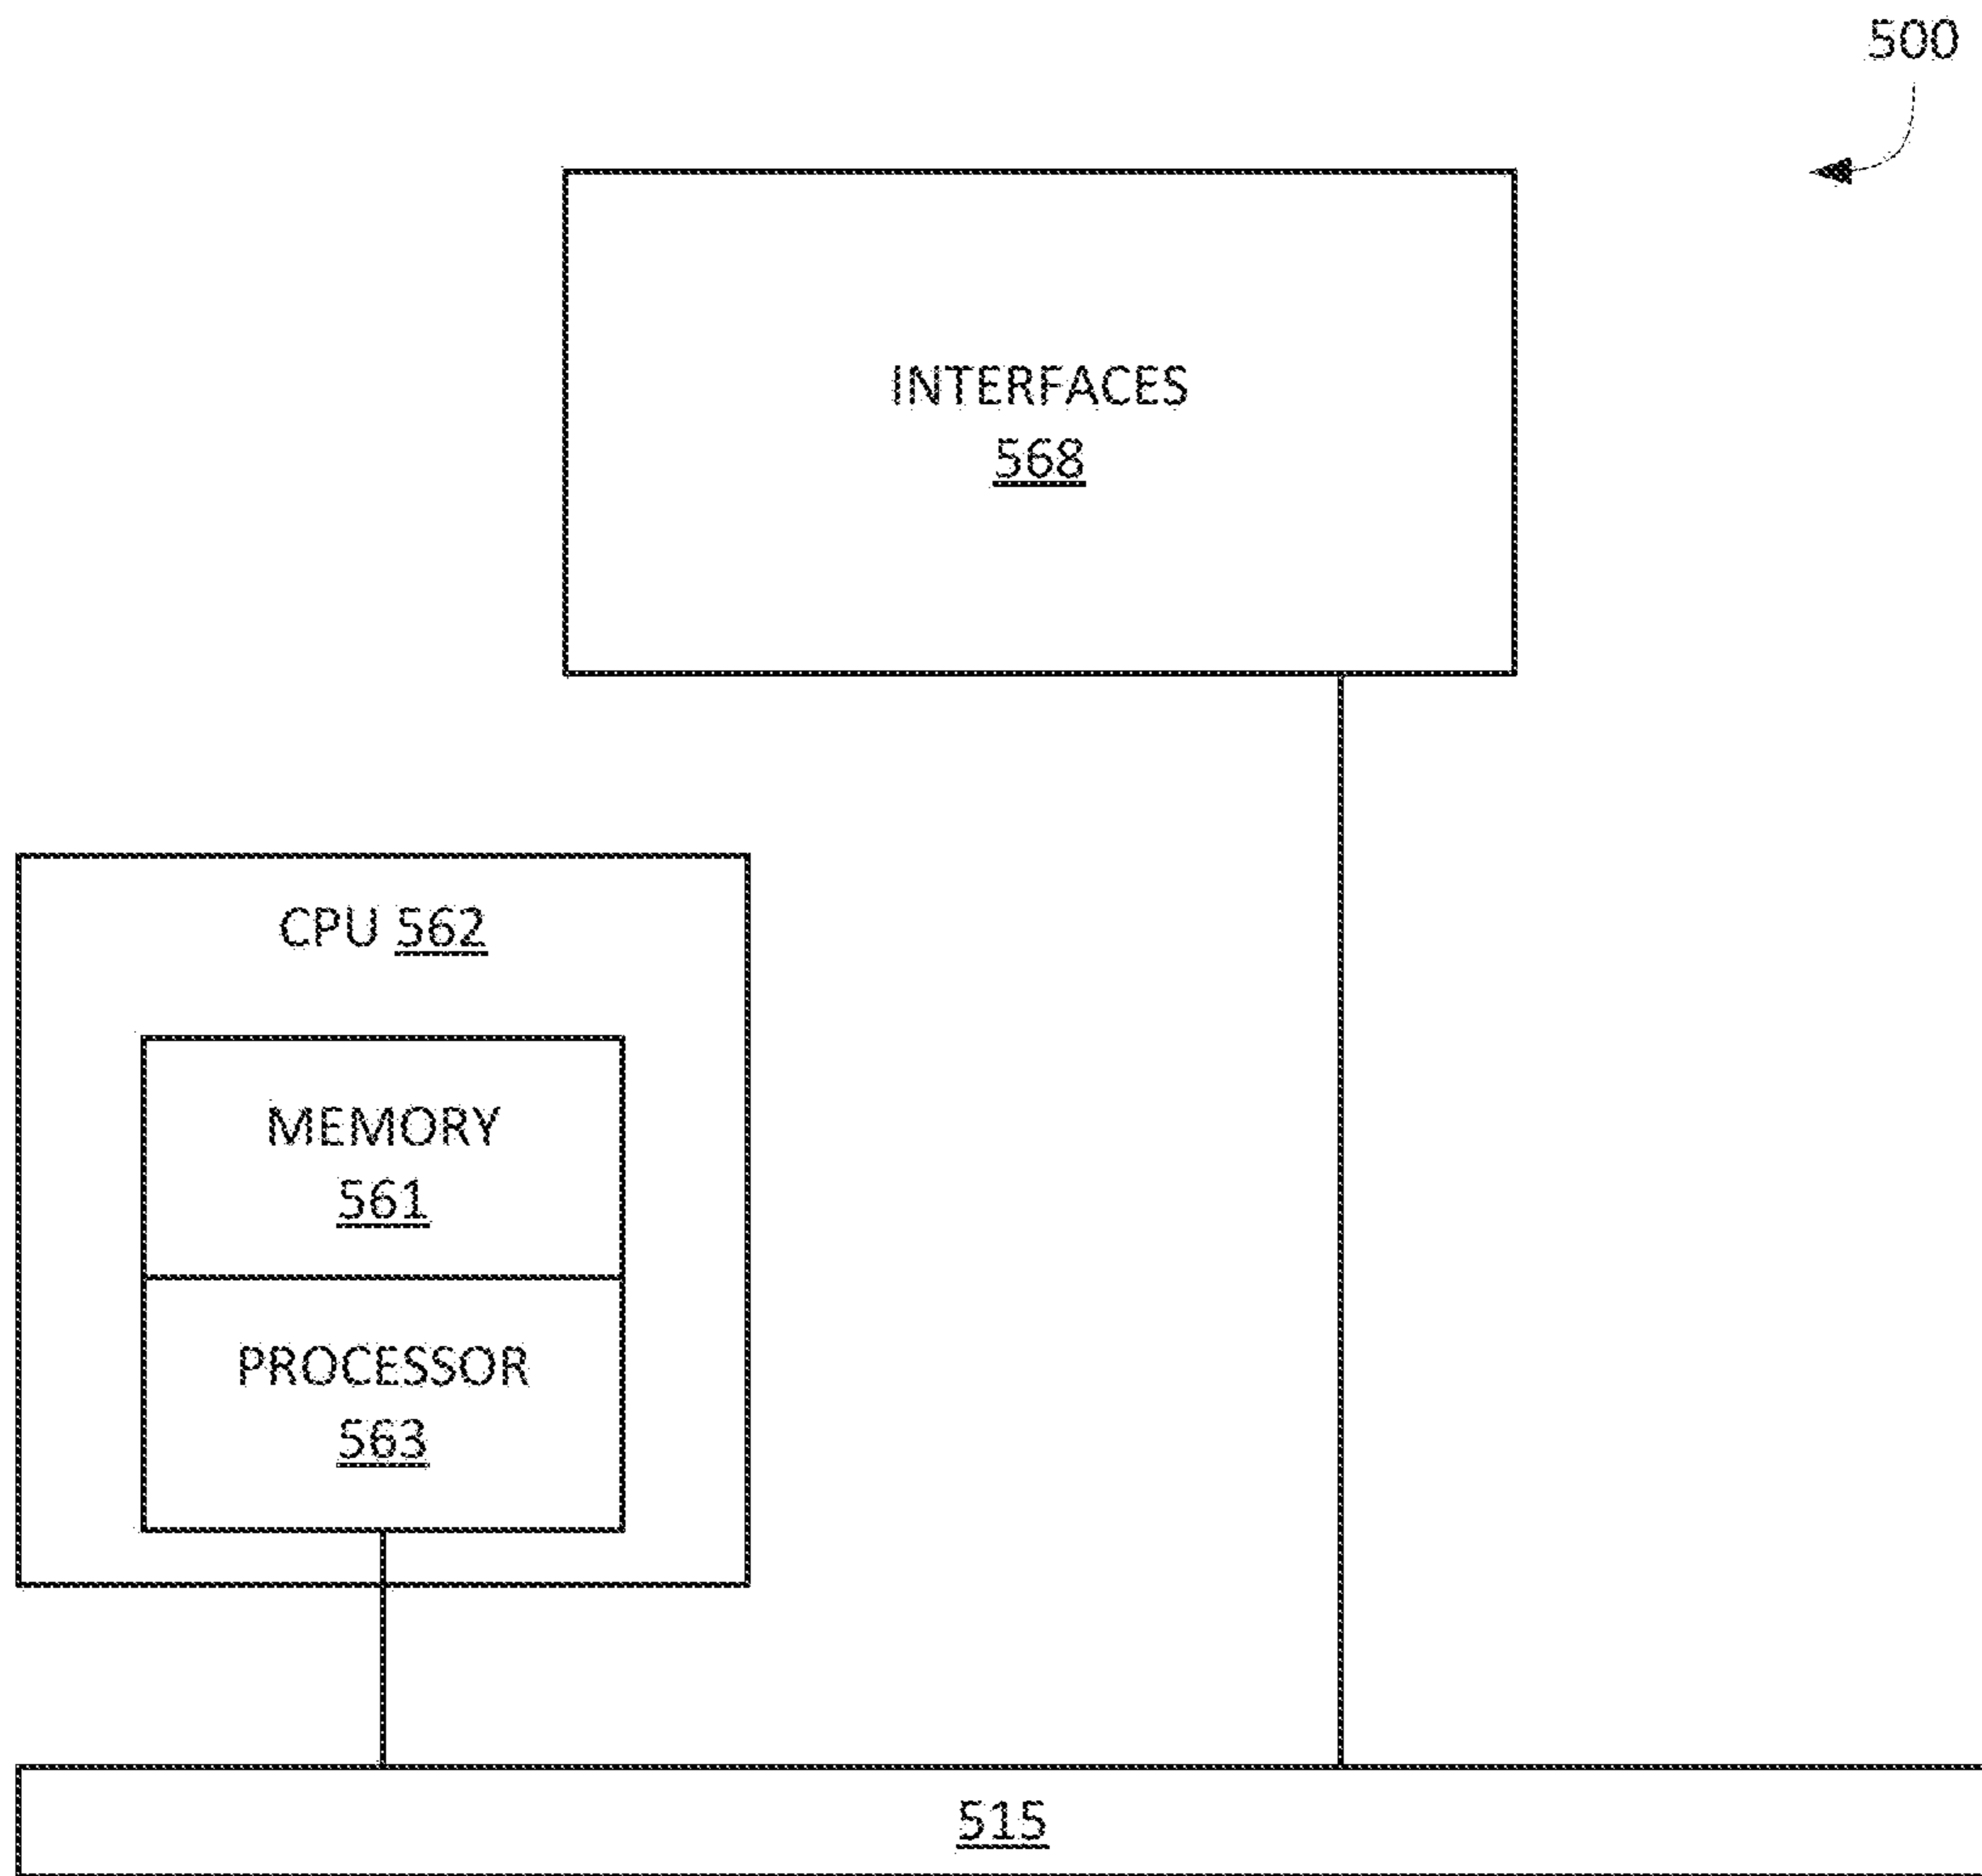 500
INTERFACES
568
CPU 562
MEMORY
561
PROCESSOR
563
515